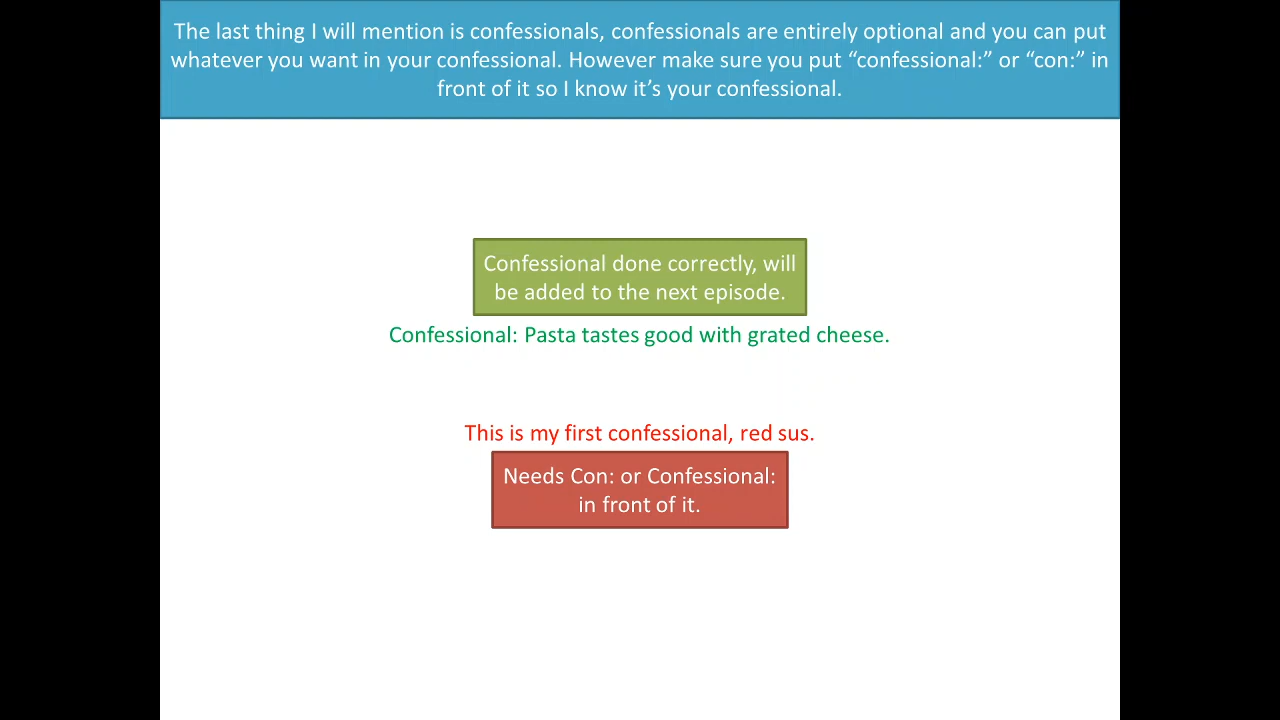 The last thing I will mention is confessionals, confessionals are entirely optional and you can put
whatever you want in your confessional. However make sure you put “confessional:” or “con:” in
front of it so I know it’s your confessional.
Confessional done correctly, will
be added to the next episode.
Confessional: Pasta tastes good with grated cheese.
This is my first confessional, red sus.
Needs Con: or Confessional:
in front of it.